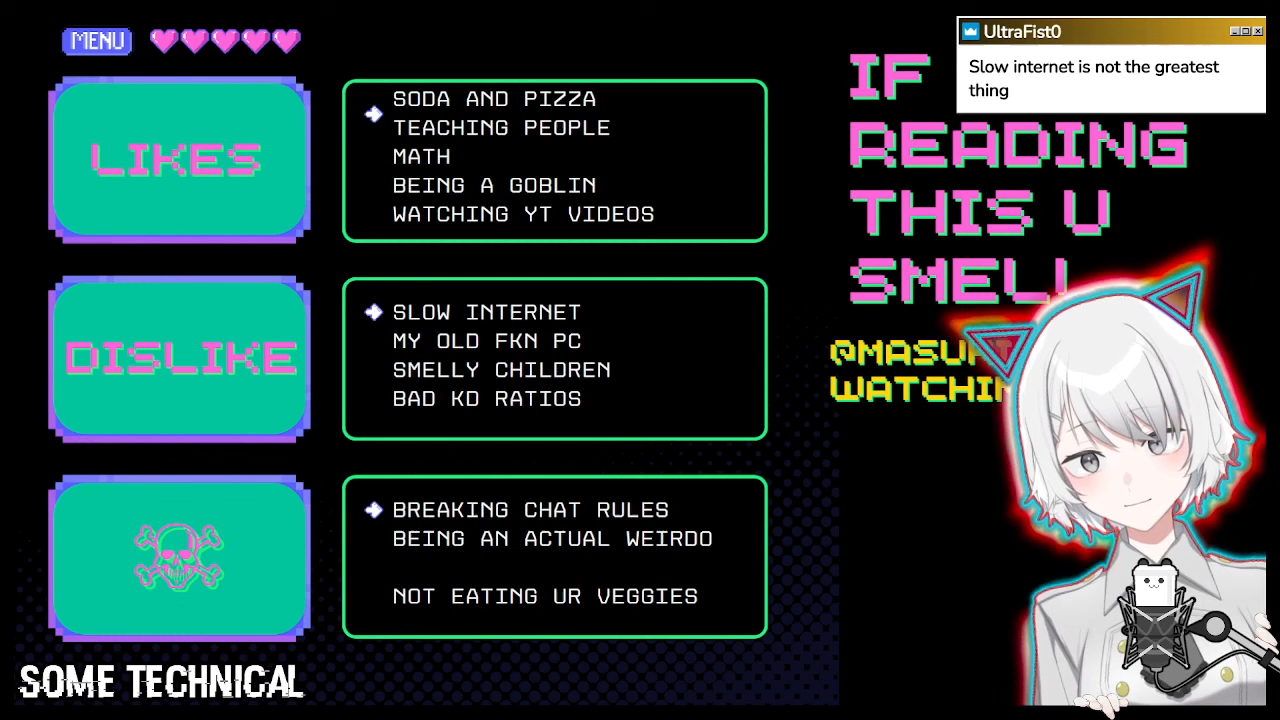 MENU
LIKES
SODA AND PIZZA
TEACHING PEOPLE
MATH
BEING A GOBLIN
WATCHING YT VIDEOS
DISLIKE
SLOW INTERNET
MY OLD FKN PC
SMELLY CHILDREN
BAD KD RATIOS
BREAKING CHAT RULES
BEING AN ACTUAL WEIRDO
NOT EATING UR VEGGIES
SOME TECHNICAL
IF
READING
THIS U
SMELL
UltraFist0
Slow internet is not the greatest
thing